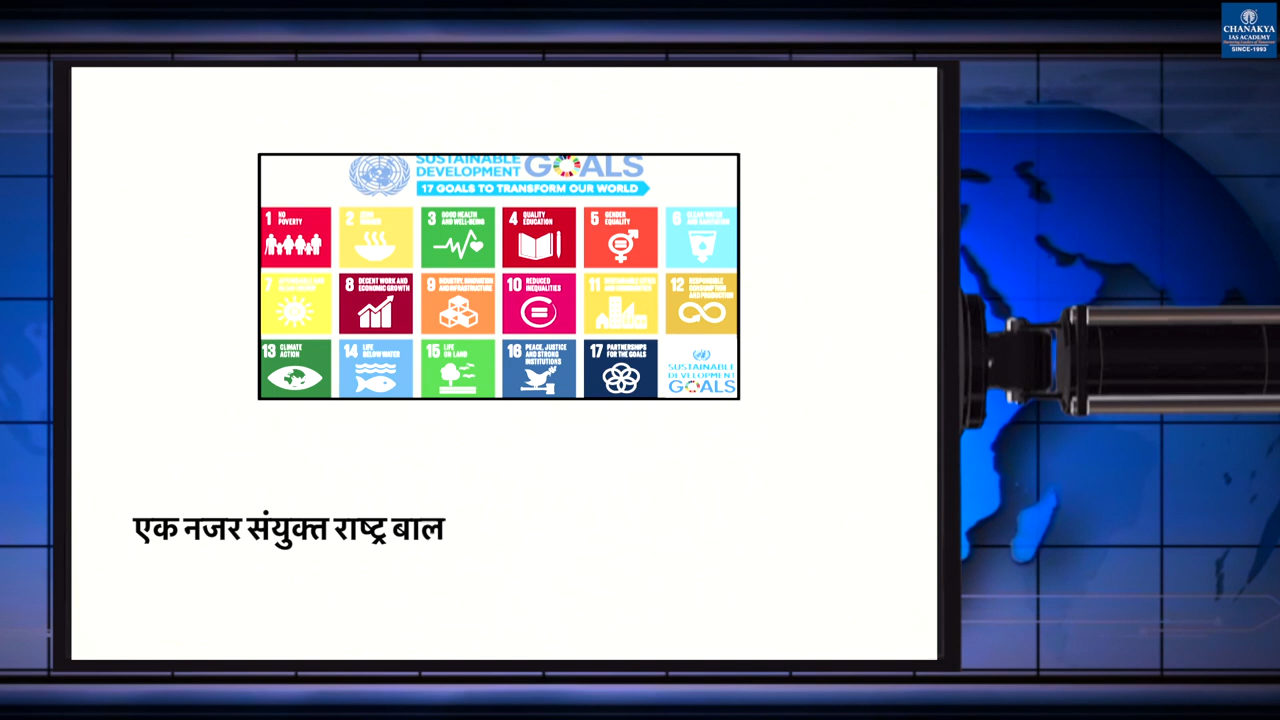 CHANAKYA
IAS ACADEMY
SINCE-1993
SUSTAINABLE
DEVELOPMENT GOALS
17 GOALS TO TRANSFORM OUR WORLD
1 NO POVERTY
2
3 GOOD HEALTH AND WELL-BEING
4 QUALITY EDUCATION
5 GENDER EQUALITY
6 CLEAN WATER AND SANITATION
7
8 DECENT WORK AND ECONOMIC GROWTH
9 INDUSTRY, INNOVATION AND INFRASTRUCTURE
10 REDUCED INEQUALITIES
11
12 RESPONSIBLE CONSUMPTION AND PRODUCTION
13 CLIMATE ACTION
14 LIFE BELOW WATER
15 LIFE ON LAND
16 PEACE, JUSTICE AND STRONG INSTITUTIONS
17 PARTNERSHIPS FOR THE GOALS
SUSTAINABLE
DEVELOPMENT
GOALS
एक नजर संयुक्त राष्ट्र बाल